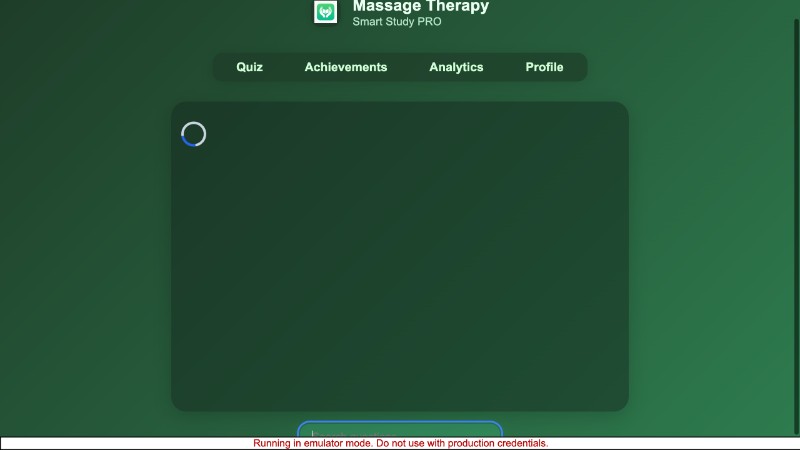 Massage Therapy
Smart Study PRO
Quiz Achievements Analytics Profile
Running in emulator mode. Do not use with production credentials.